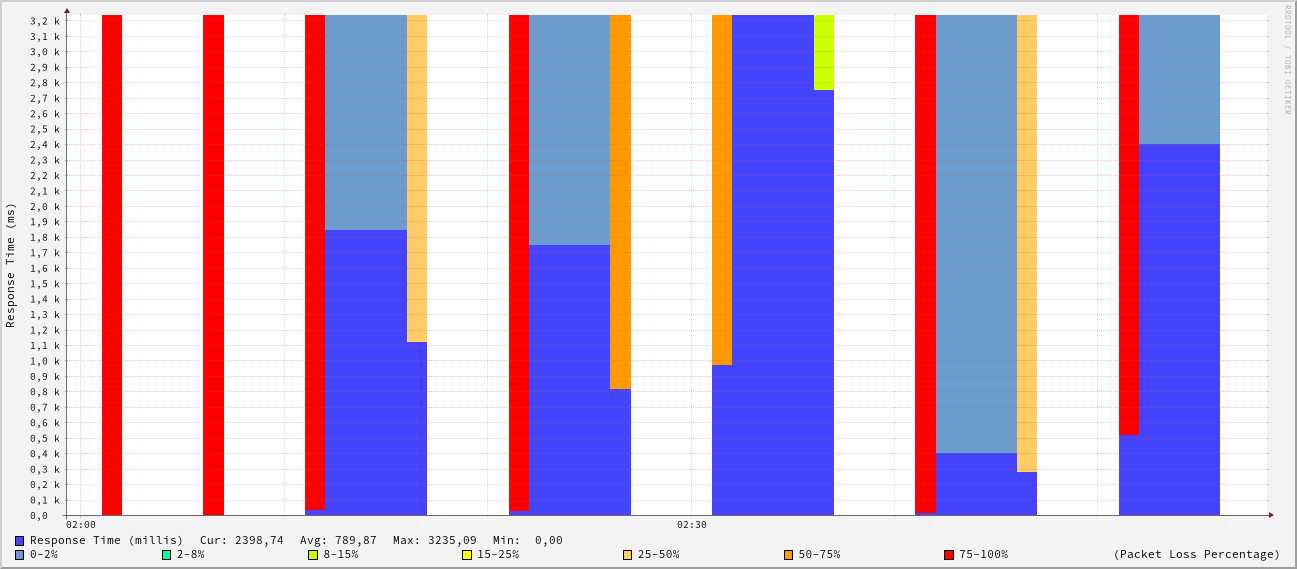 RRDTOOL / TOBI OETIKER
Response Time (ms)
3,2 k
3,1 k
3,0 k
2,9 k
2,8 k
2,7 k
2,6 k
2,5 k
2,4 k
2,3 k
2,2 k
2,1 k
2,0 k
1,9 k
1,8 k
1,7 k
1,6 k
1,5 k
1,4 k
1,3 k
1,2 k
1,1 k
1,0 k
0,9 k
0,8 k
0,7 k
0,6 k
0,5 k
0,4 k
0,3 k
0,2 k
0,1 k
0,0
02:00 02:30
Response Time (millis) Cur: 2398,74 Avg: 789,87 Max: 3235,09 Min: 0,00
0-2% 2-8% 8-15% 15-25% 25-50% 50-75% 75-100% (Packet Loss Percentage)